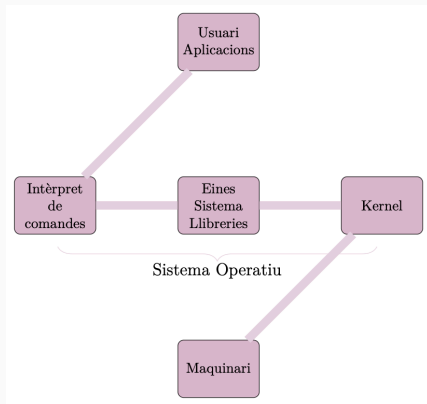 Usuari
Aplicacions
Intèrpret
de
comandes
Eines
Sistema
Llibreries
Kernel
Sistema Operatiu
Maquinari